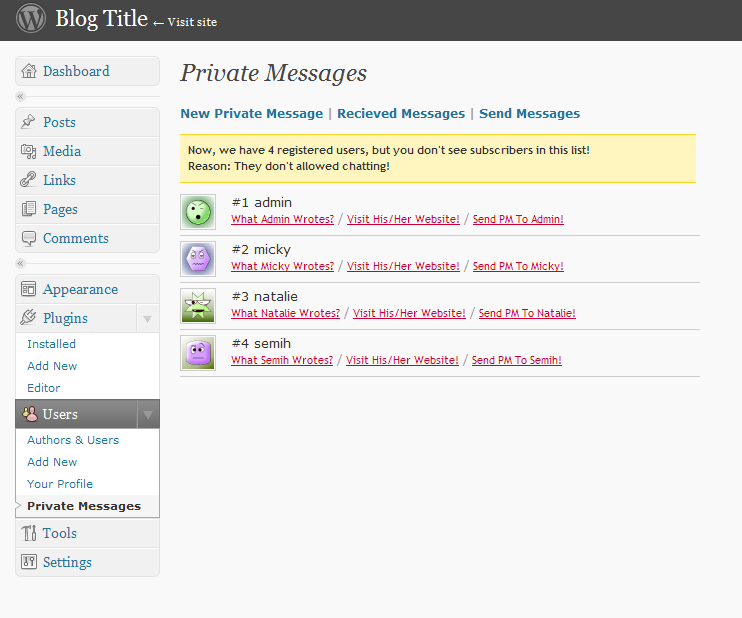 Blog Title ← Visit site
Dashboard
Posts
Media
Links
Pages
Comments
Appearance
Plugins
Installed
Add New
Editor
Users
Authors & Users
Add New
Your Profile
Private Messages
Tools
Settings
Private Messages
New Private Message | Recieved Messages | Send Messages
Now, we have 4 registered users, but you don't see subscribers in this list!
Reason: They don't allowed chatting!
#1 admin
What Admin Wrotes? / Visit His/Her Website! / Send PM To Admin!
#2 micky
What Micky Wrotes? / Visit His/Her Website! / Send PM To Micky!
#3 natalie
What Natalie Wrotes? / Visit His/Her Website! / Send PM To Natalie!
#4 semih
What Semih Wrotes? / Visit His/Her Website! / Send PM To Semih!